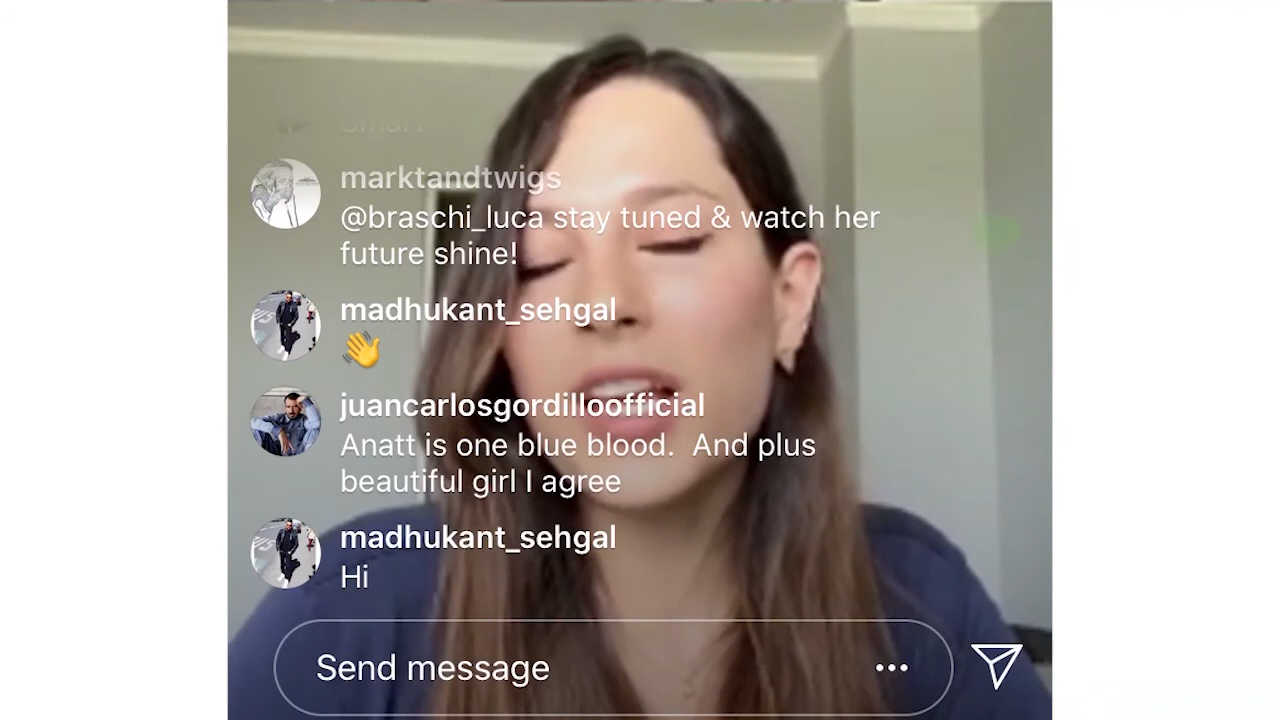 marktandtwigs
@braschi_luca stay tuned & watch her
future shine!
madhukant_sehgal
👋
juancarlosgordilloofficial
Anatt is one blue blood.  And plus
beautiful girl I agree
madhukant_sehgal
Hi
Send message